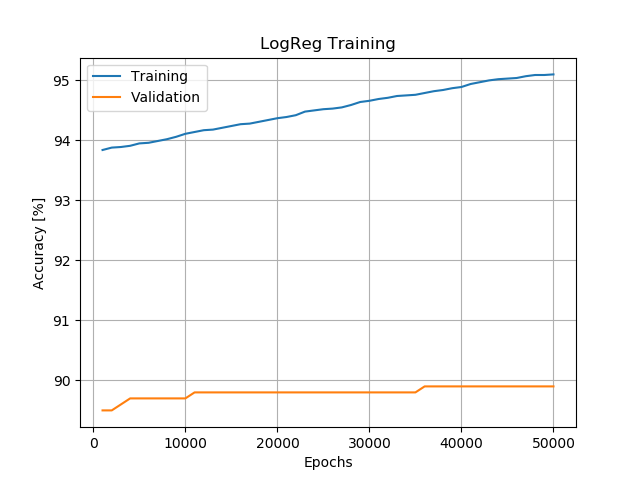 LogReg Training
Training
Validation
95
94
93
92
91
90
Accuracy [%]
0 10000 20000 30000 40000 50000
Epochs